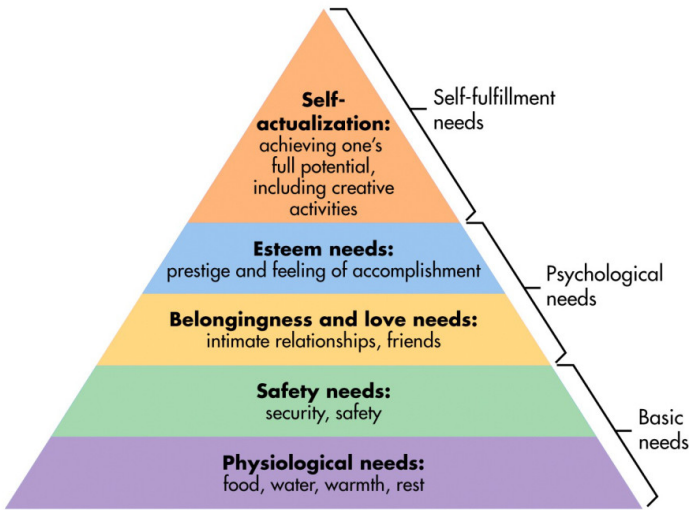 Self-
actualization:
achieving one's
full potential,
including creative
activities
Self-fulfillment
needs
Esteem needs:
prestige and feeling of accomplishment
Psychological
needs
Belongingness and love needs:
intimate relationships, friends
Safety needs:
security, safety
Basic
needs
Physiological needs:
food, water, warmth, rest